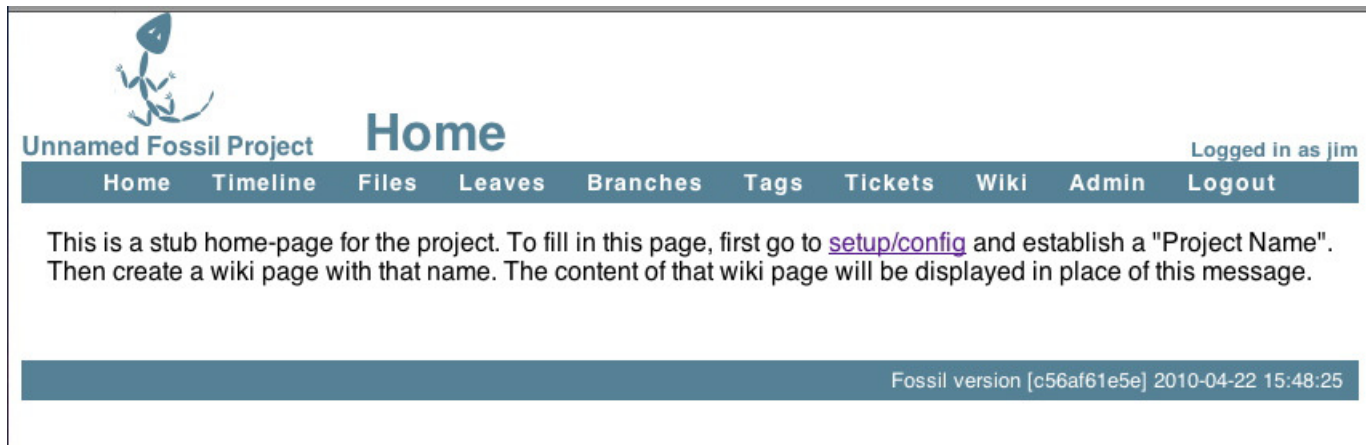 Unnamed Fossil Project
Home
Logged in as jim
Home Timeline Files Leaves Branches Tags Tickets Wiki Admin Logout
This is a stub home-page for the project. To fill in this page, first go to setup/config and establish a "Project Name".
Then create a wiki page with that name. The content of that wiki page will be displayed in place of this message.
Fossil version [c56af61e5e] 2010-04-22 15:48:25